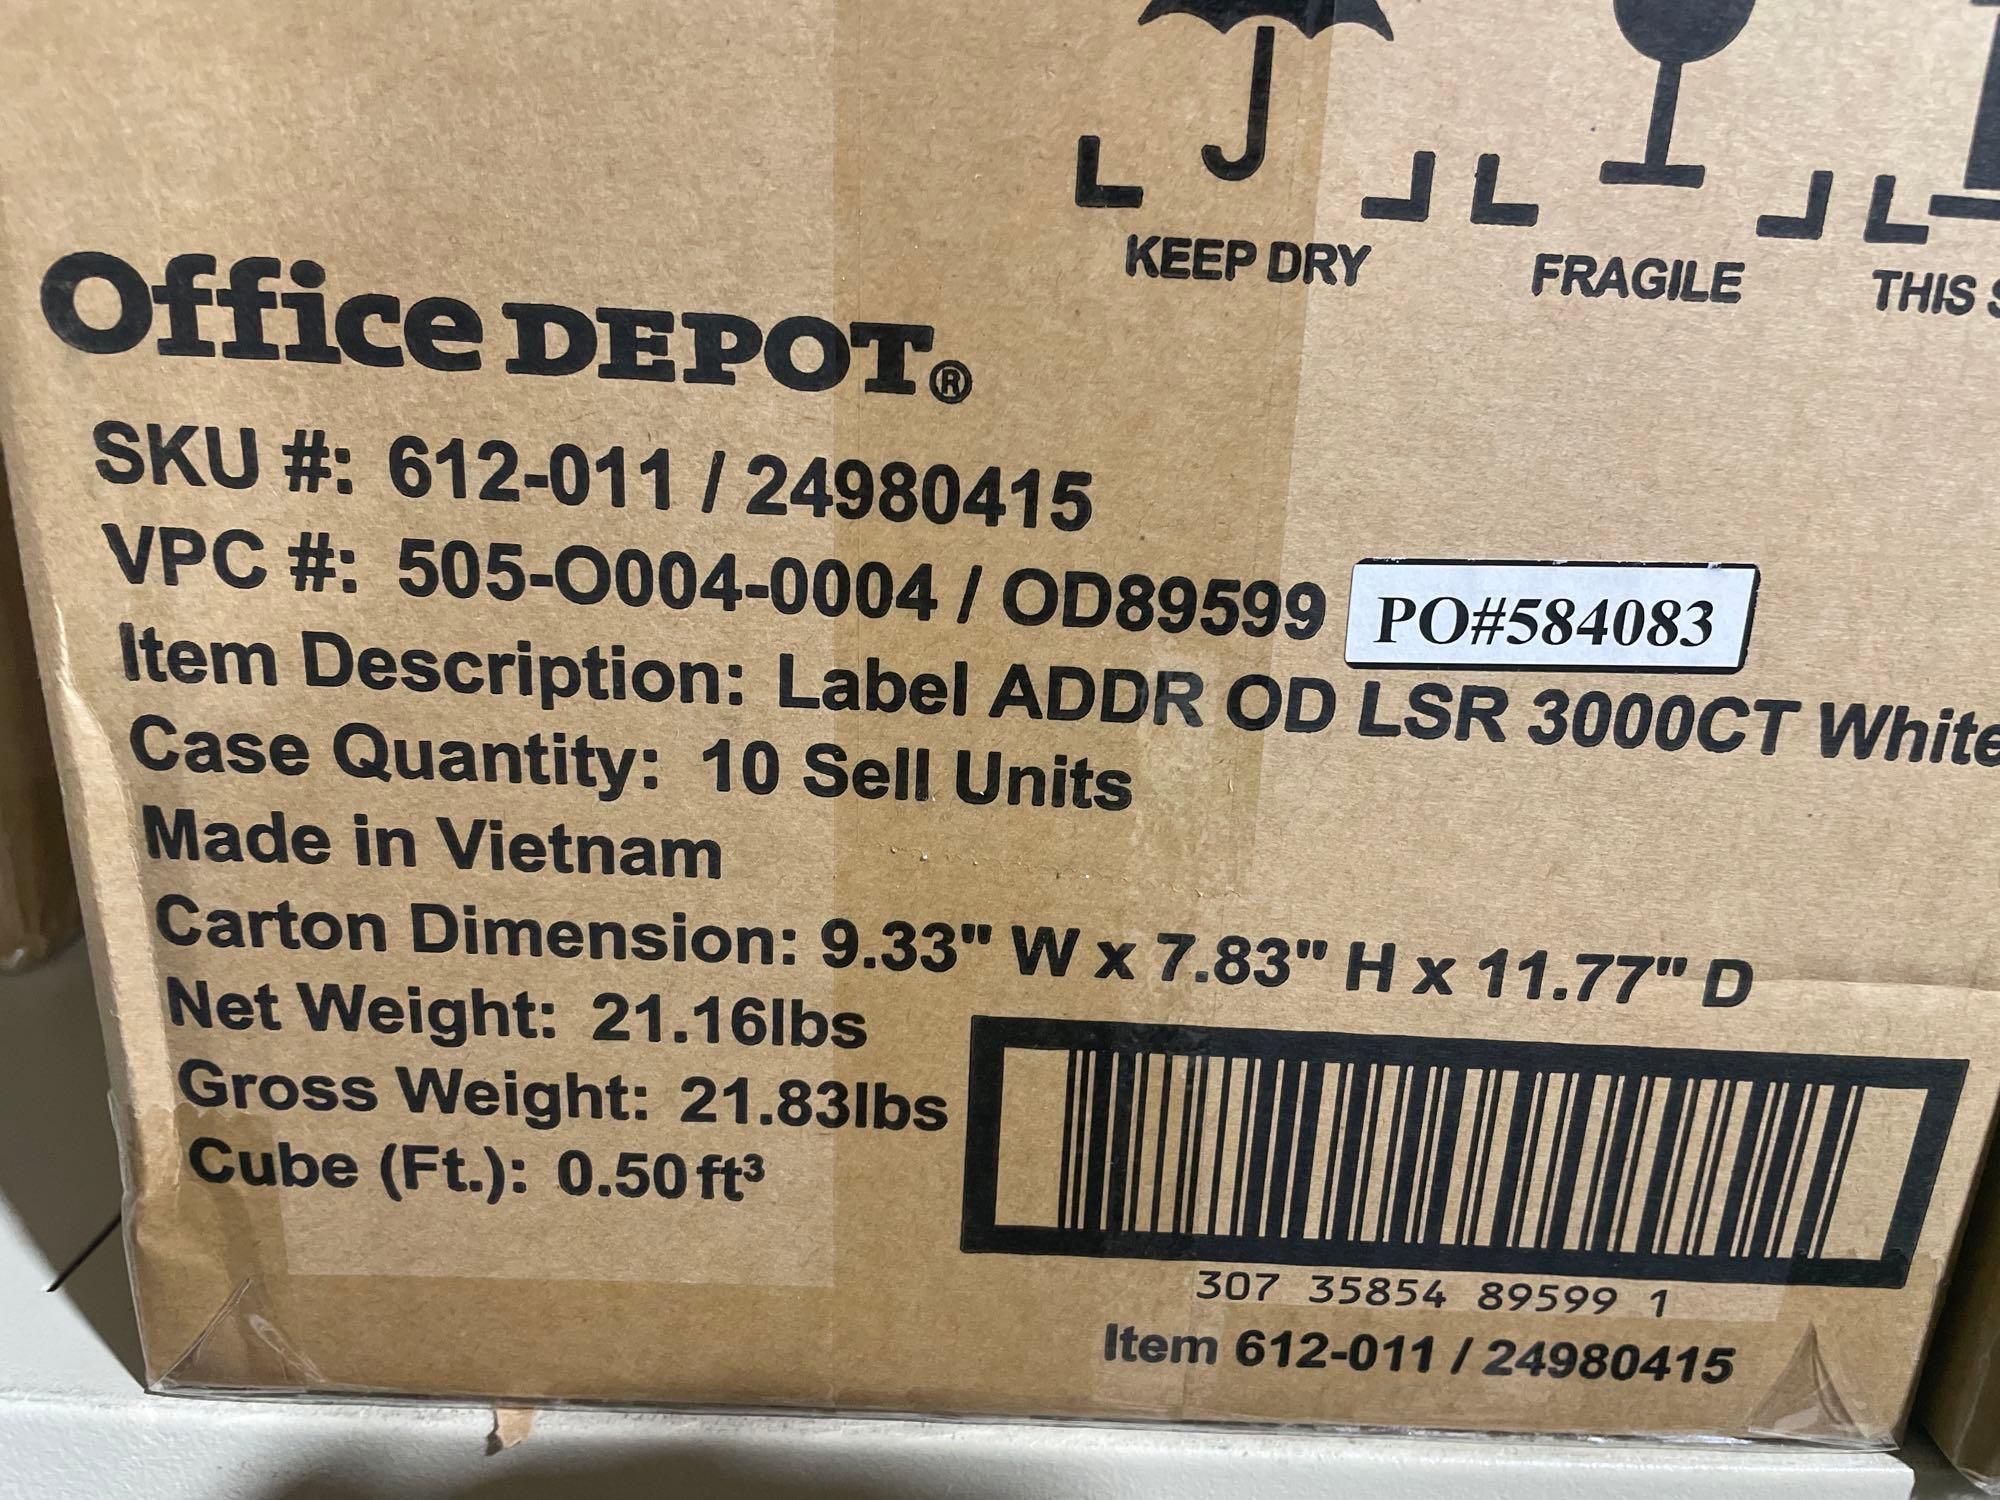 KEEP DRY
FRAGILE
THIS
Office DEPOT®
SKU #: 612-011 / 24980415
VPC #: 505-O004-0004 / OD89599
PO#584083
Item Description: Label ADDR OD LSR 3000CT White
Case Quantity: 10 Sell Units
Made in Vietnam
Carton Dimension: 9.33" W x 7.83" H x 11.77" D
Net Weight: 21.16lbs
Gross Weight: 21.83lbs
Cube (Ft.): 0.50ft³
307 35854 89599 1
Item 612-011 / 24980415